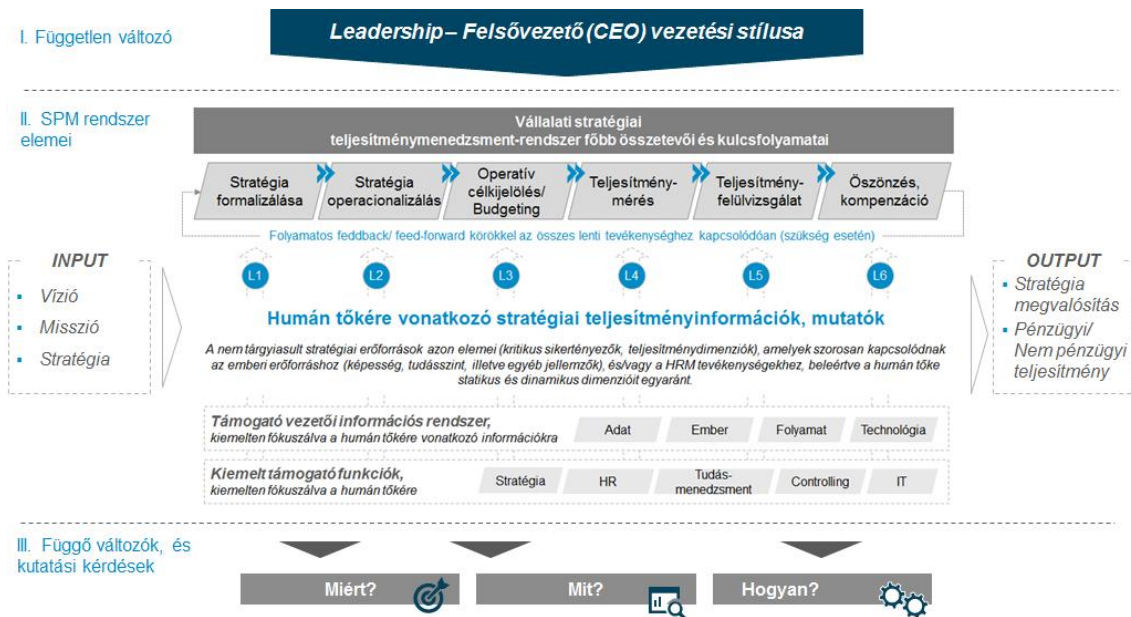 I. Független változó
Leadership – Felsővezető (CEO) vezetési stílusa
II. SPM rendszer
elemei
Vállalati stratégiai
teljesítménymenedzsment-rendszer főbb összetevői és kulcsfolyamatai
Stratégia
formalizálása
Stratégia
operacionalizálás
Operatív
célkijelölés/
Budgeting
Teljesítmény-
mérés
Teljesítmény-
felülvizsgálat
Öszönzés,
kompenzáció
Folyamatos feddback/ feed-forward körökkel az összes lenti tevékenységhez kapcsolódóan (szükség esetén)
INPUT
▪ Vízió
▪ Misszió
▪ Stratégia
L1
L2
L3
L4
L5
L6
Humán tőkére vonatkozó stratégiai teljesítményinformációk, mutatók
A nem tárgyiasult stratégiai erőforrások azon elemei (kritikus sikertényezők, teljesítménydimenziók), amelyek szorosan kapcsolódnak
az emberi erőforráshoz (képesség, tudásszint, illetve egyéb jellemzők), és/vagy a HRM tevékenységekhez, beleértve a humán tőke
statikus és dinamikus dimenzióit egyaránt.
OUTPUT
▪ Stratégia
megvalósítás
▪ Pénzügyi/
Nem pénzügyi
teljesítmény
Támogató vezetői információs rendszer,
kiemelten fókuszálva a humán tőkére vonatkozó információkra
Adat
Ember
Folyamat
Technológia
Kiemelt támogató funkciók,
kiemelten fókuszálva a humán tőkére
Stratégia
HR
Tudás-
menedzsment
Controlling
IT
III. Függő változók, és
kutatási kérdések
Miért?
Mit?
Hogyan?